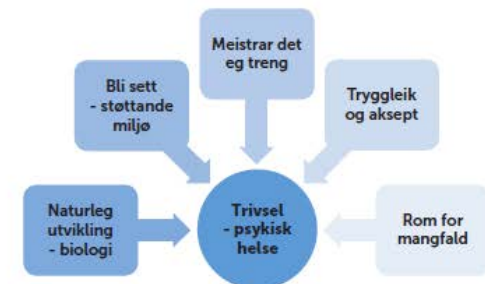 Meistrar det
eg treng
Bli sett
- støttande
miljø
Tryggleik
og aksept
Naturleg
utvikling
- biologi
Trivsel
- psykisk
helse
Rom for
mangfald